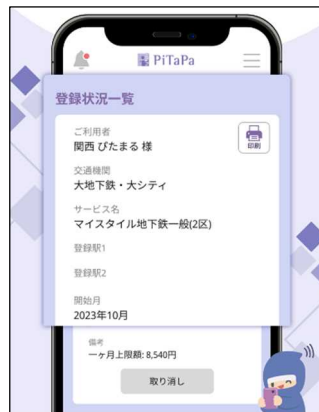 PiTaPa
登録状況一覧
ご利用者
関西 ぴたまる 様
印刷
交通機関
大地下鉄・大シティ
サービス名
マイスタイル地下鉄一般(2区)
登録駅1
登録駅2
開始月
2023年10月
備考
一ヶ月上限額: 8,540円
取り消し